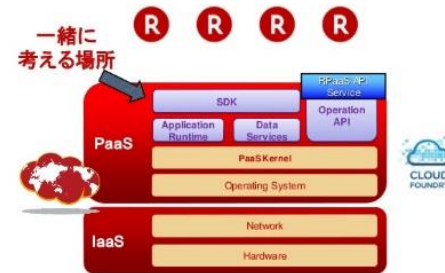 R R R R
一緒に
考える場所
RPaaS API
Service
SDK
Operation
API
Application
Runtime
Data
Services
PaaS
PaaS Kernel
Operating System
CLOUD
FOUNDRY
IaaS
Network
Hardware